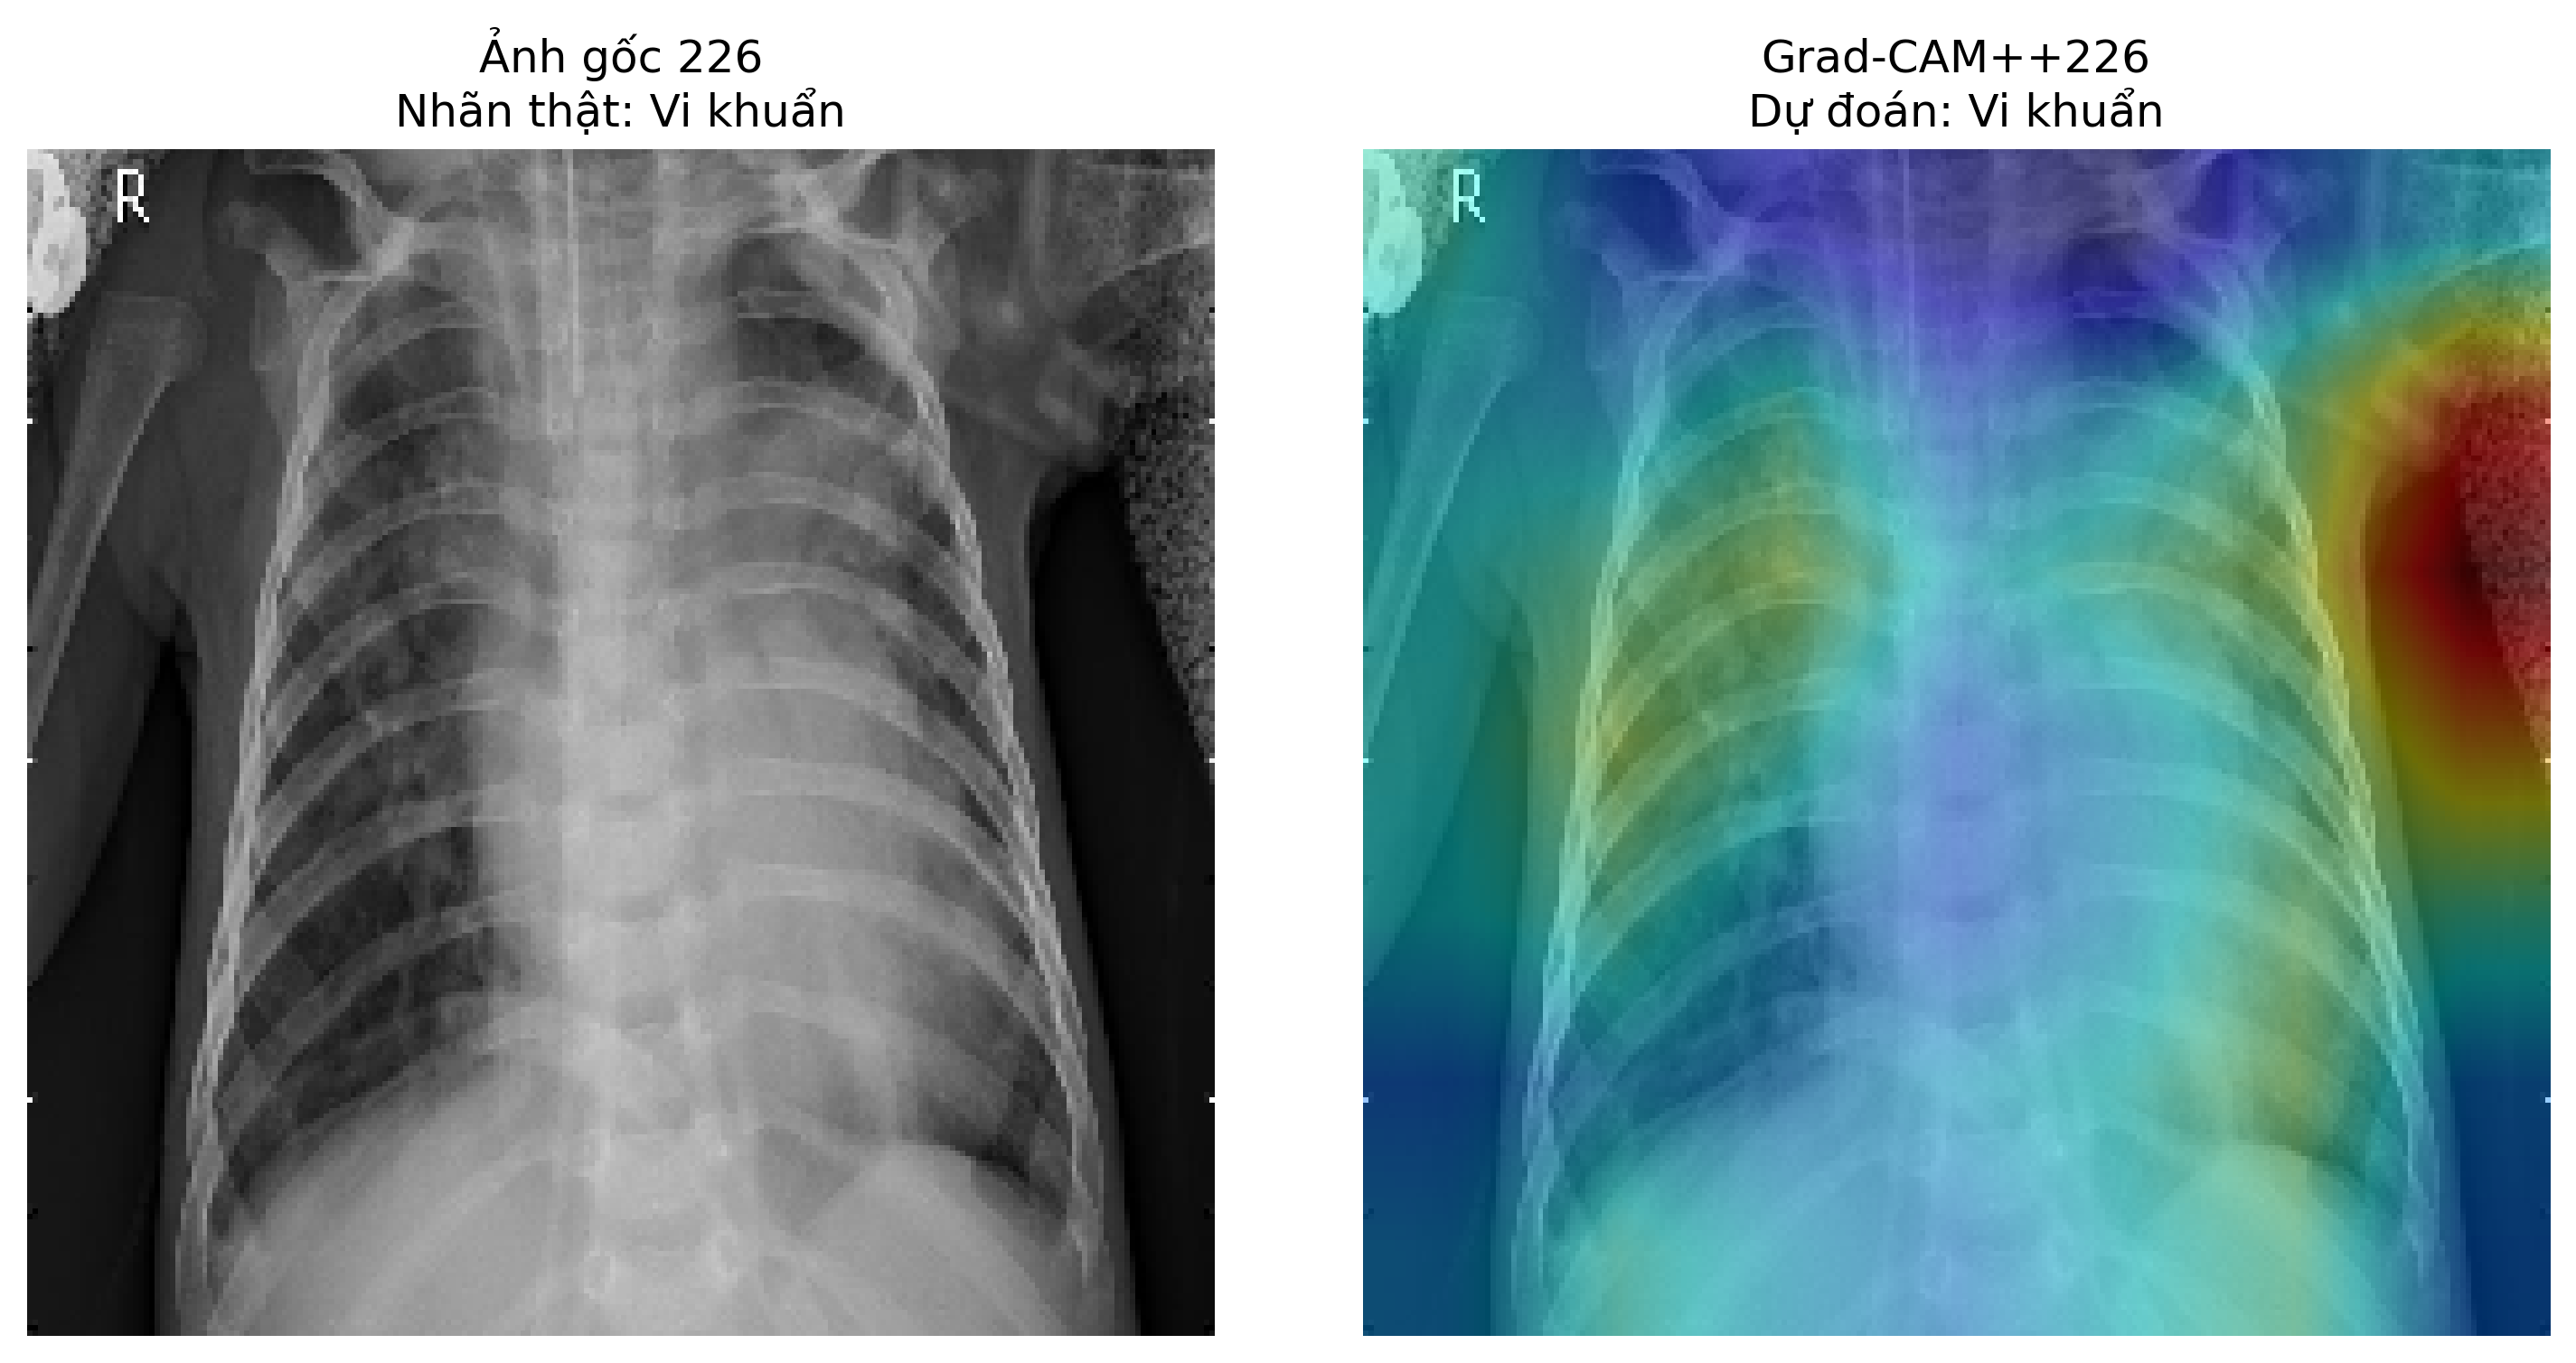 Ảnh gốc 226
Nhãn thật: Vi khuẩn
R
Grad-CAM++226
Dự đoán: Vi khuẩn
R